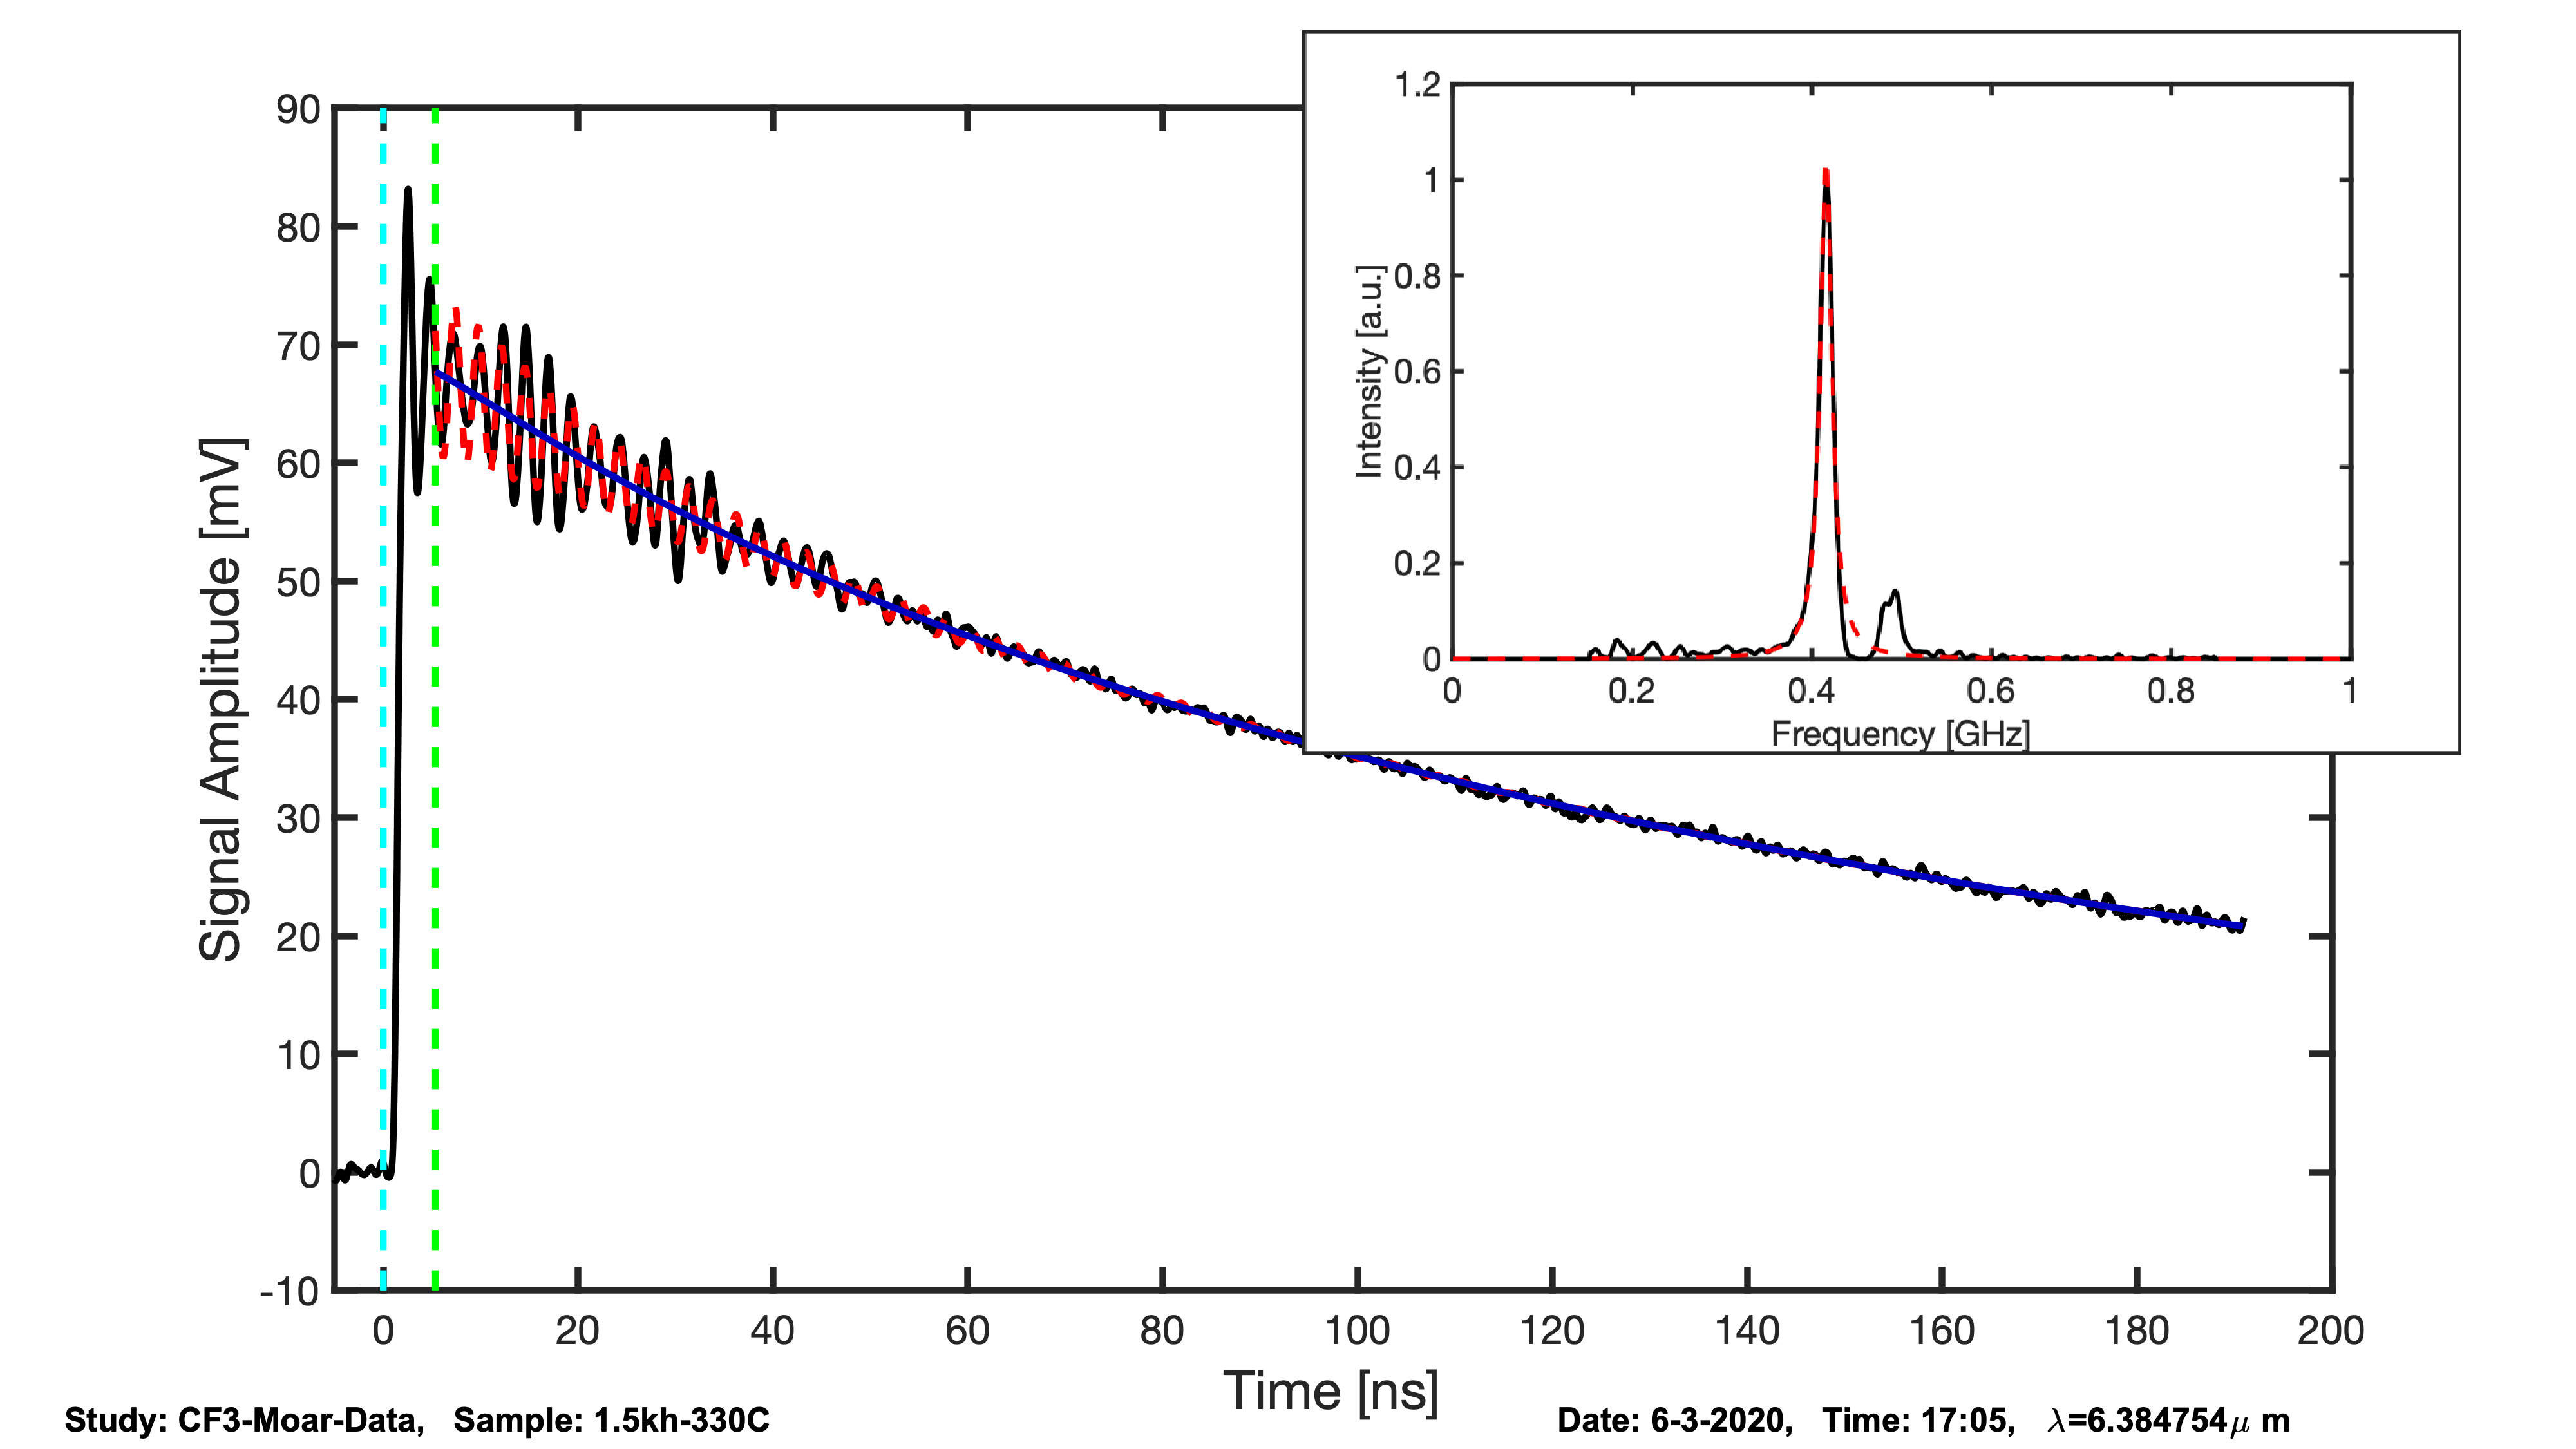 90
80
70
60
50
40
30
20
10
0
-10
Signal Amplitude [mV]
0 20 40 60 80 100 120 140 160 180 200
Time [ns]
1.2
1
0.8
0.6
0.4
0.2
0
Intensity [a.u.]
0 0.2 0.4 0.6 0.8 1
Frequency [GHz]
Study: CF3-Moar-Data, Sample: 1.5kh-330C
Date: 6-3-2020, Time: 17:05, λ=6.384754μ m